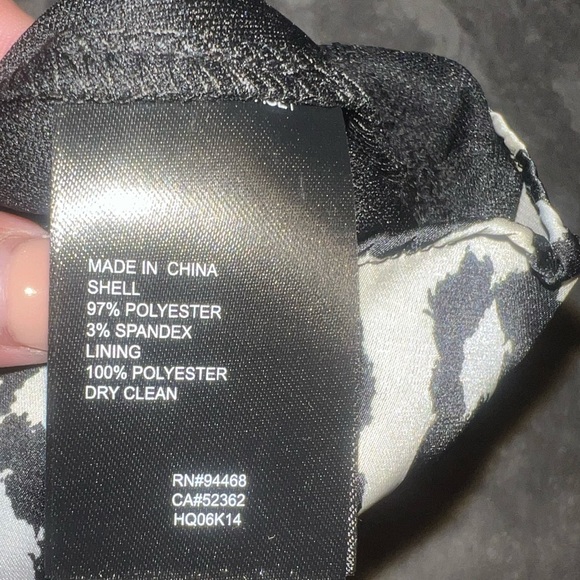 MADE IN CHINA
SHELL
97% POLYESTER
3% SPANDEX
LINING
100% POLYESTER
DRY CLEAN
RN#94468
CA#52362
HQ06K14